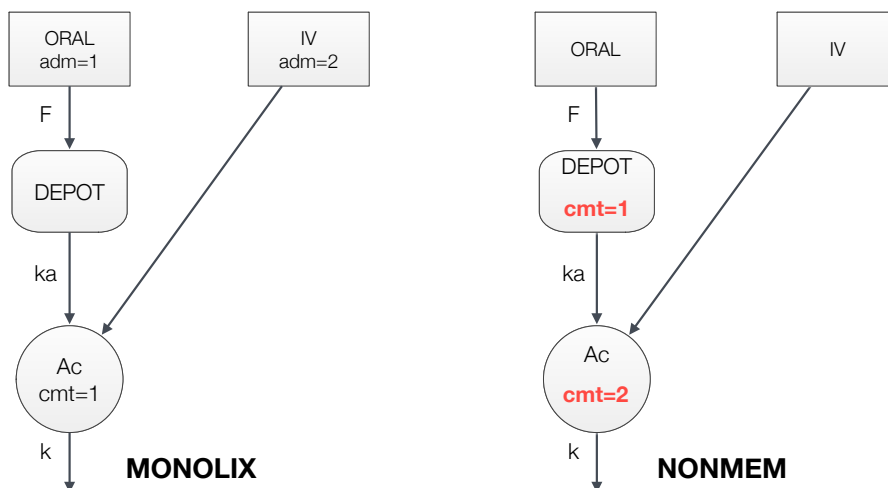 ORAL
adm=1
IV
adm=2
F
DEPOT
ka
Ac
cmt=1
k
MONOLIX
ORAL
IV
F
DEPOT
cmt=1
ka
Ac
cmt=2
k
NONMEM